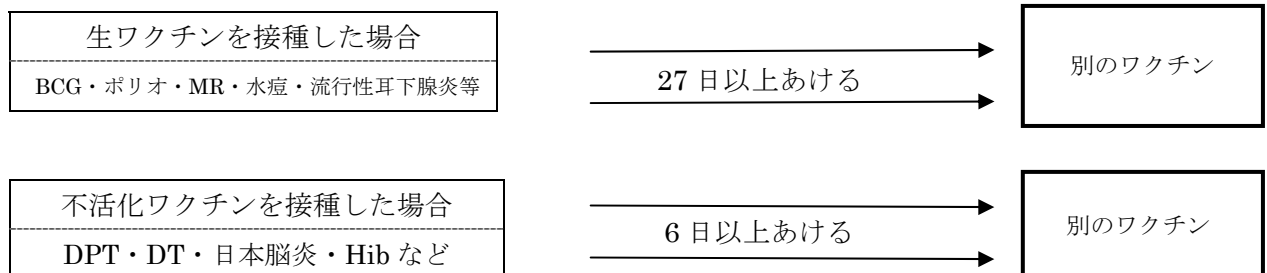 生ワクチンを接種した場合
BCG・ポリオ・MR・水痘・流行性耳下腺炎等
27 日以上あける
別のワクチン
不活化ワクチンを接種した場合
DPT・DT・日本脳炎・Hib など
6 日以上あける
別のワクチン